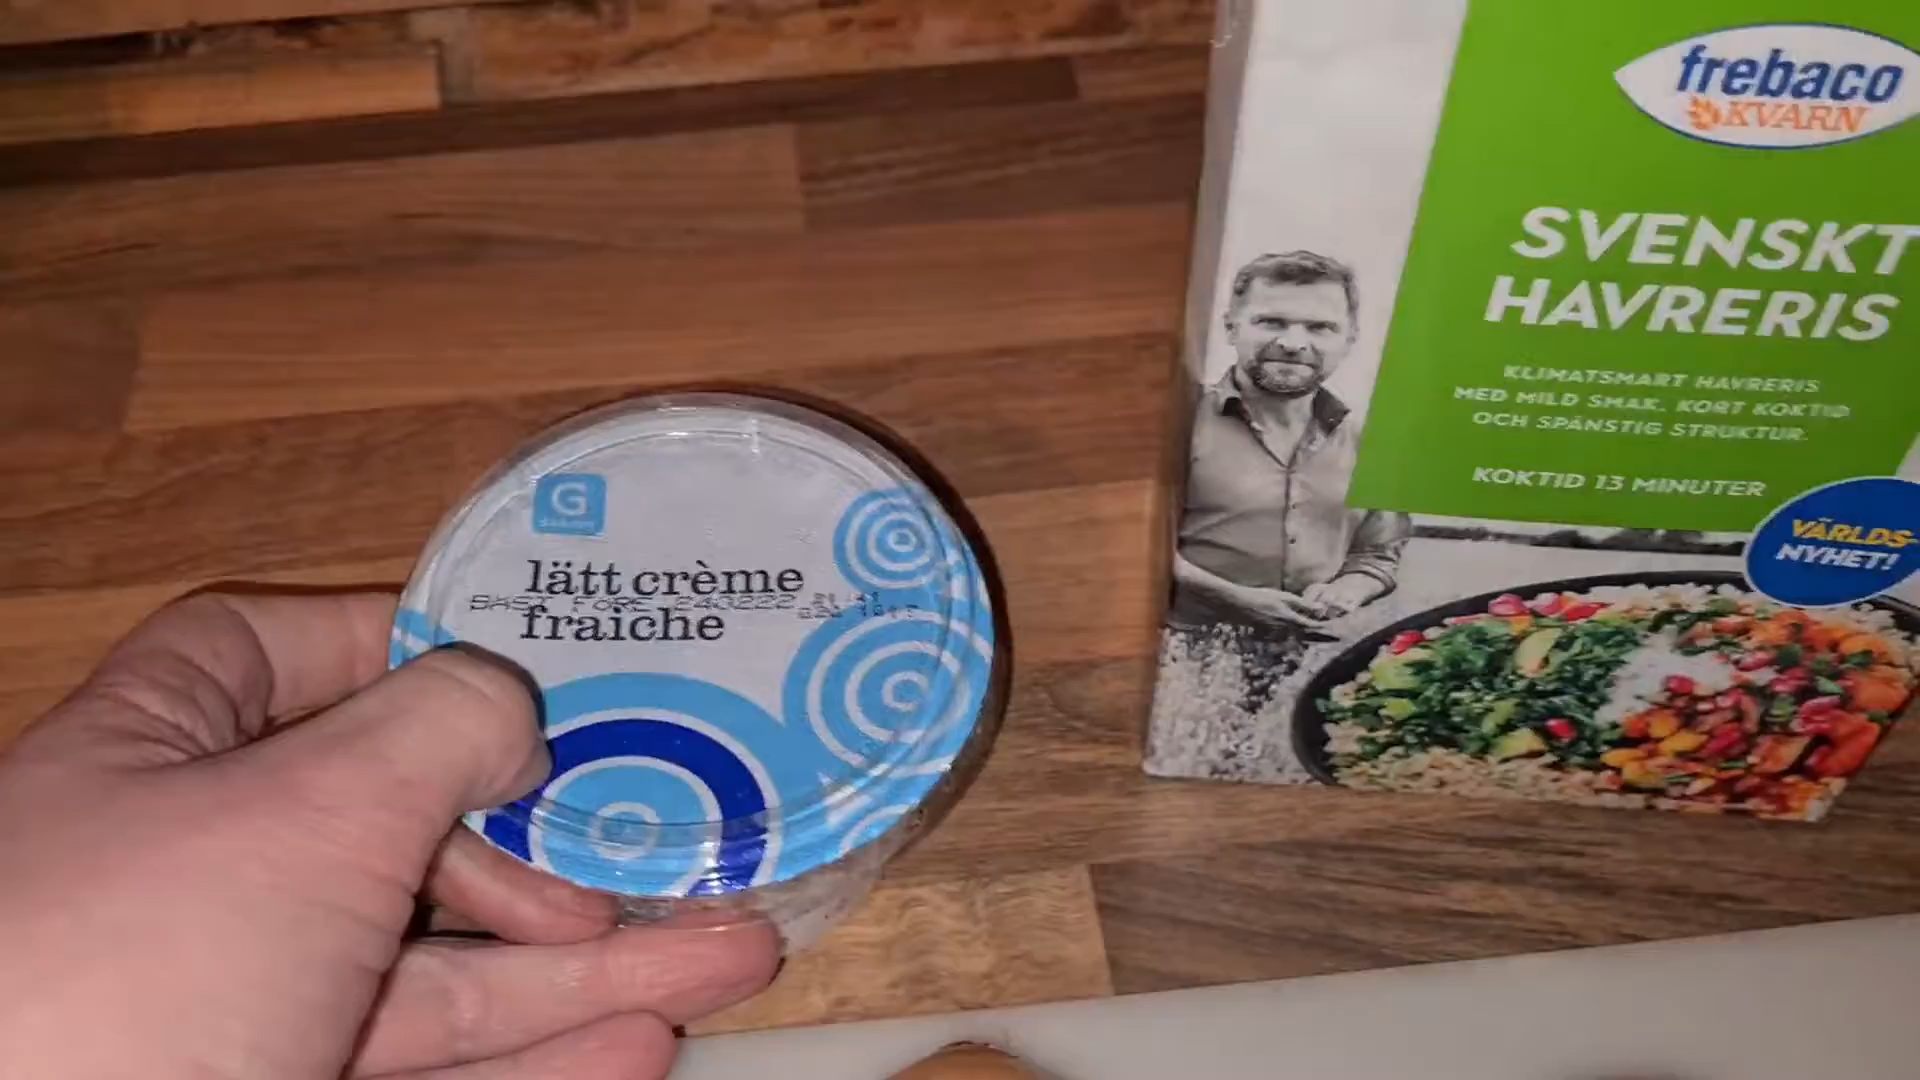 G
lätt crème
BÄST FÖRE 240222
fraiche
frebaco
KVARN
SVENSKT
HAVRERIS
KLIMATSMART HAVRERIS
MED MILD SMAK, KORT KOKTID
OCH SPÄNSTIG STRUKTUR.
KOKTID 13 MINUTER
VÄRLDS-
NYHET!